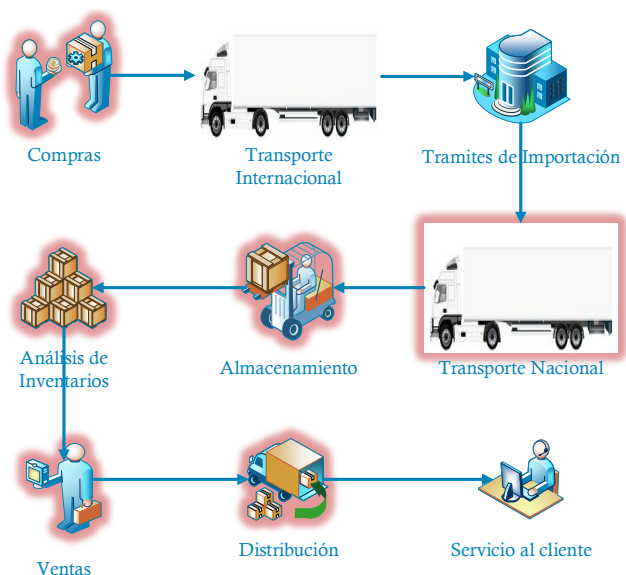 Compras
Transporte
Internacional
Tramites de Importación
Análisis de
Inventarios
Almacenamiento
Transporte Nacional
Ventas
Distribución
Servicio al cliente